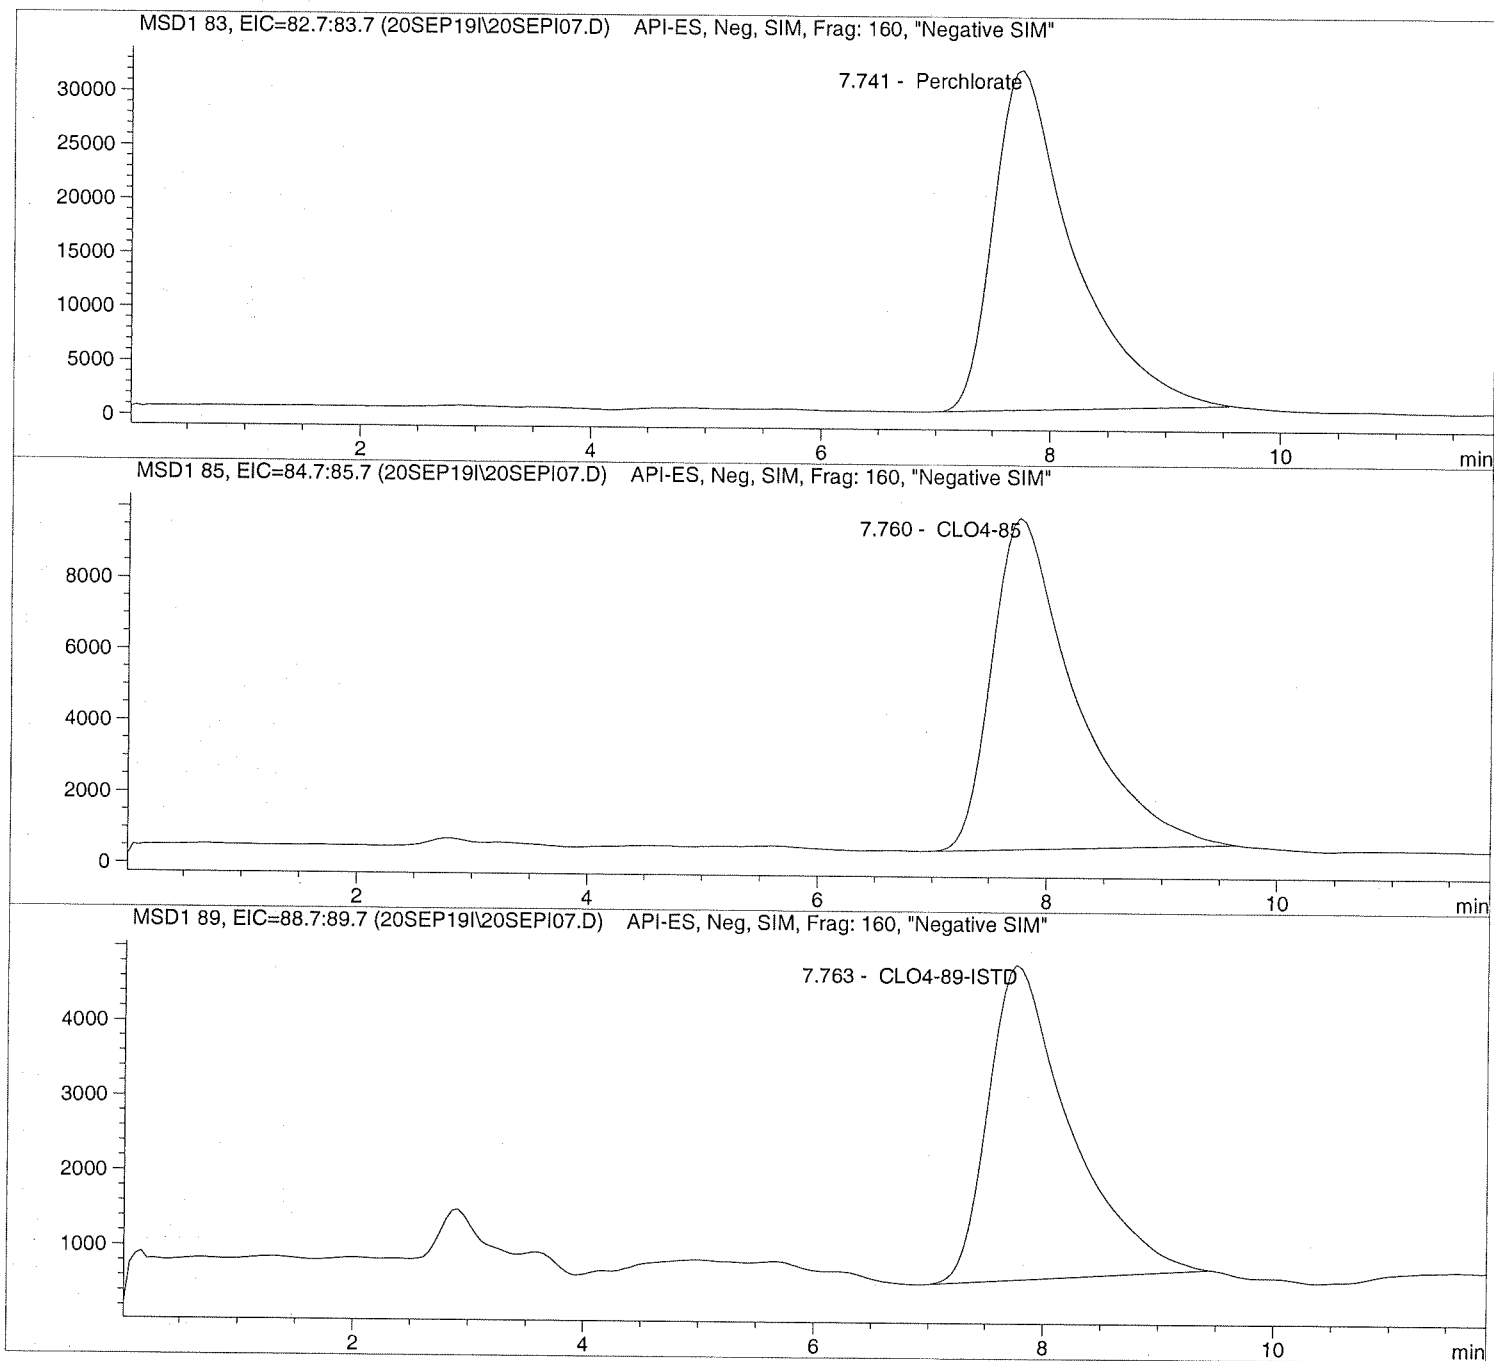 MSD1 83, EIC=82.7:83.7 (20SEP19I\20SEPI07.D) API-ES, Neg, SIM, Frag: 160, "Negative SIM"
7.741 - Perchlorate
30000
25000
20000
15000
10000
5000
0
2 4 6 8 10 min
MSD1 85, EIC=84.7:85.7 (20SEP19I\20SEPI07.D) API-ES, Neg, SIM, Frag: 160, "Negative SIM"
7.760 - CLO4-85
8000
6000
4000
2000
0
2 4 6 8 10 min
MSD1 89, EIC=88.7:89.7 (20SEP19I\20SEPI07.D) API-ES, Neg, SIM, Frag: 160, "Negative SIM"
7.763 - CLO4-89-ISTD
4000
3000
2000
1000
2 4 6 8 10 min